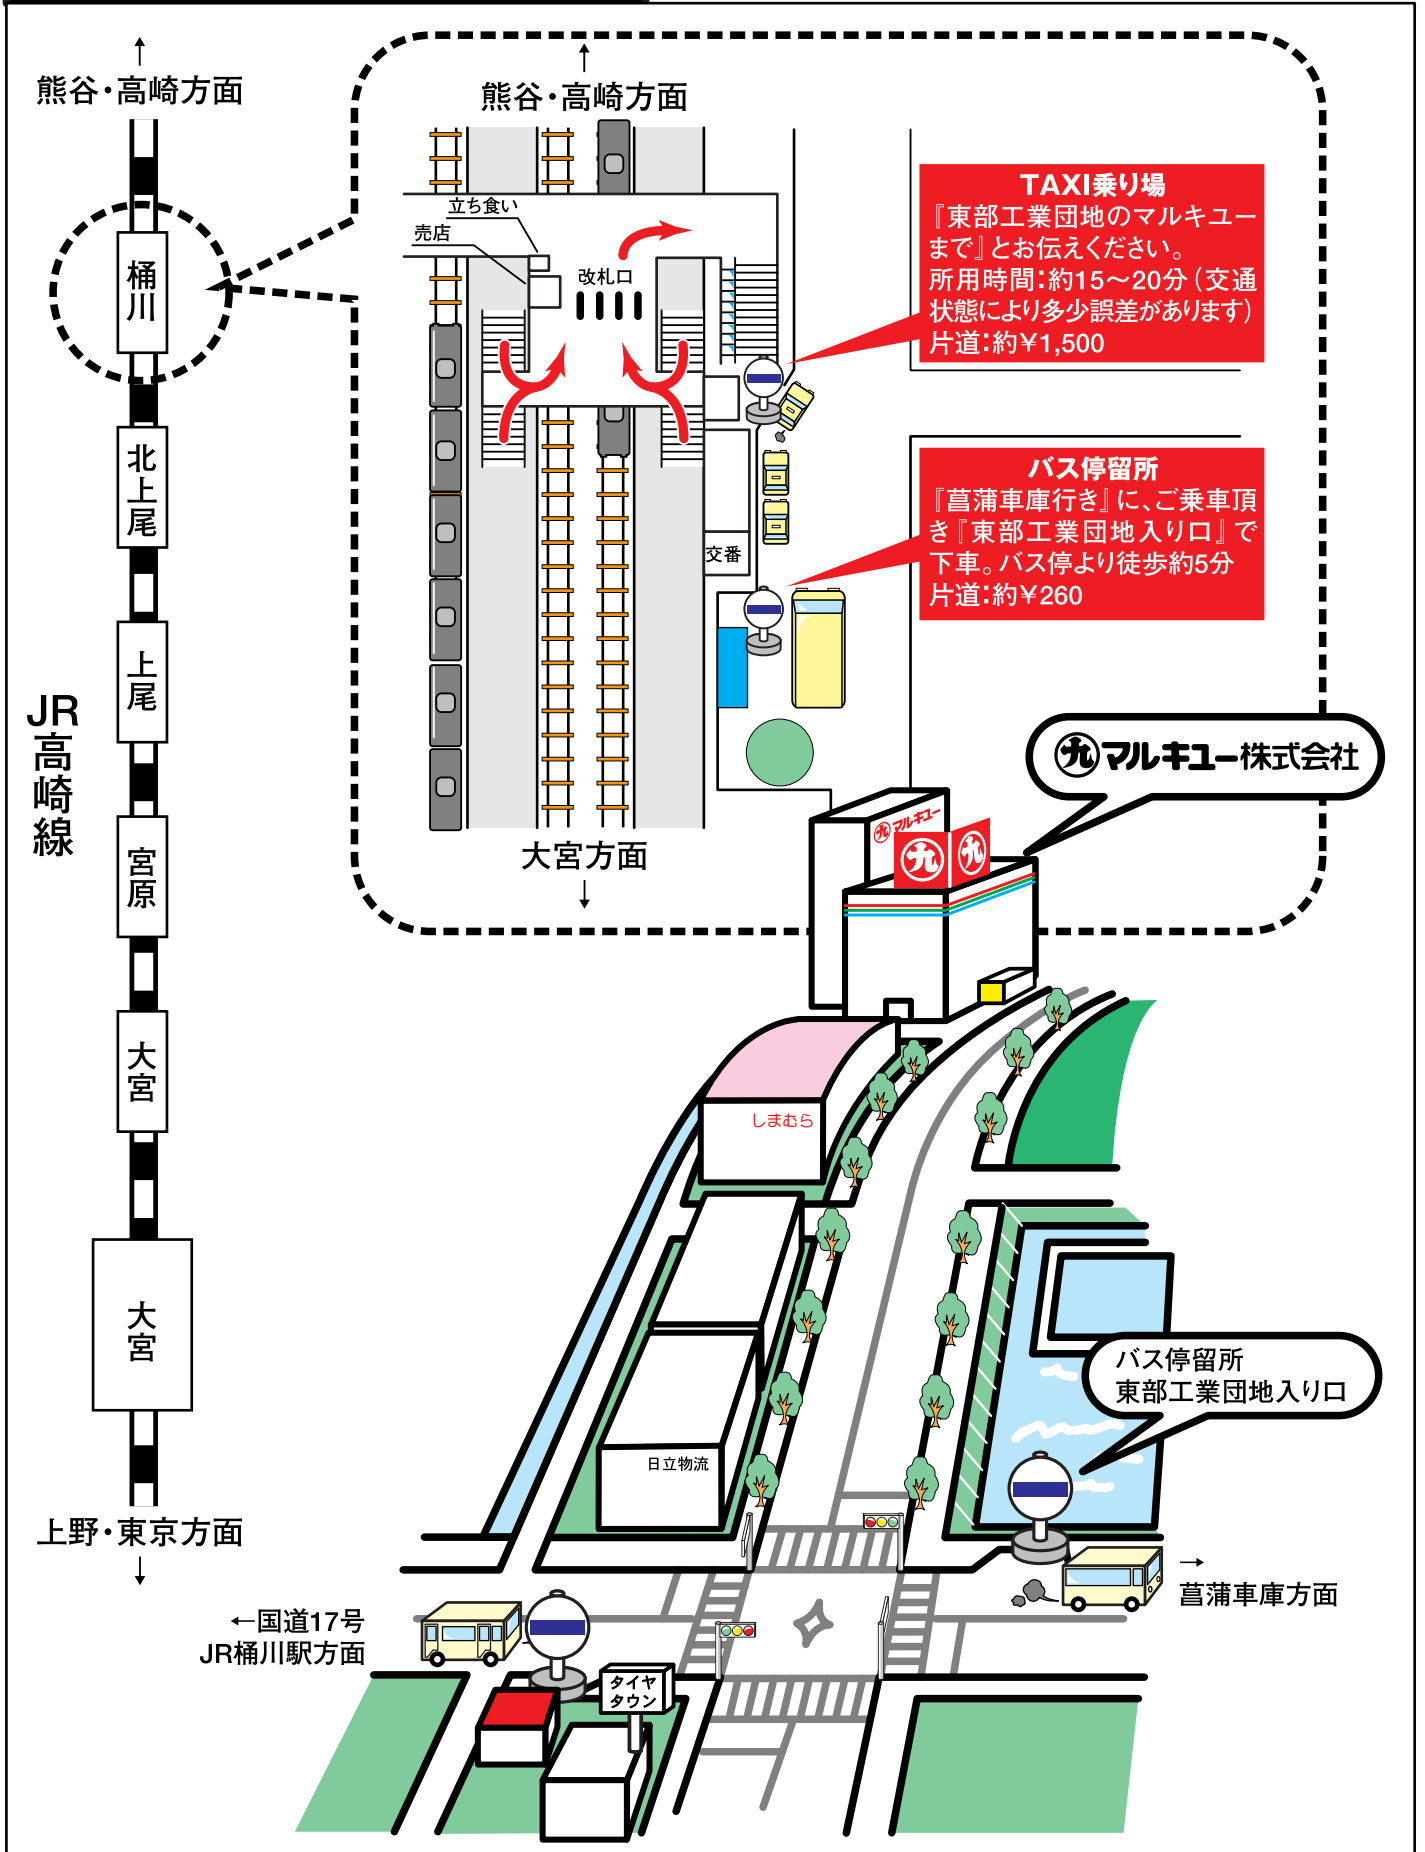 熊谷・高崎方面
桶川
北上尾
上尾
宮原
大宮
大宮
上野・東京方面
JR高崎線
熊谷・高崎方面
立ち食い
売店
改札口
交番
大宮方面
TAXI乗り場
『東部工業団地のマルキユー
まで』とお伝えください。
所用時間：約15〜20分（交通
状態により多少誤差があります）
片道：約¥1,500
バス停留所
『菖蒲車庫行き』に、ご乗車頂
き『東部工業団地入り口』で
下車。バス停より徒歩約5分
片道：約¥260
九 マルキユー株式会社
九 マルキユー
九
九
しまむら
日立物流
バス停留所
東部工業団地入り口
→
菖蒲車庫方面
←国道17号
JR桶川駅方面
タイヤ
タウン